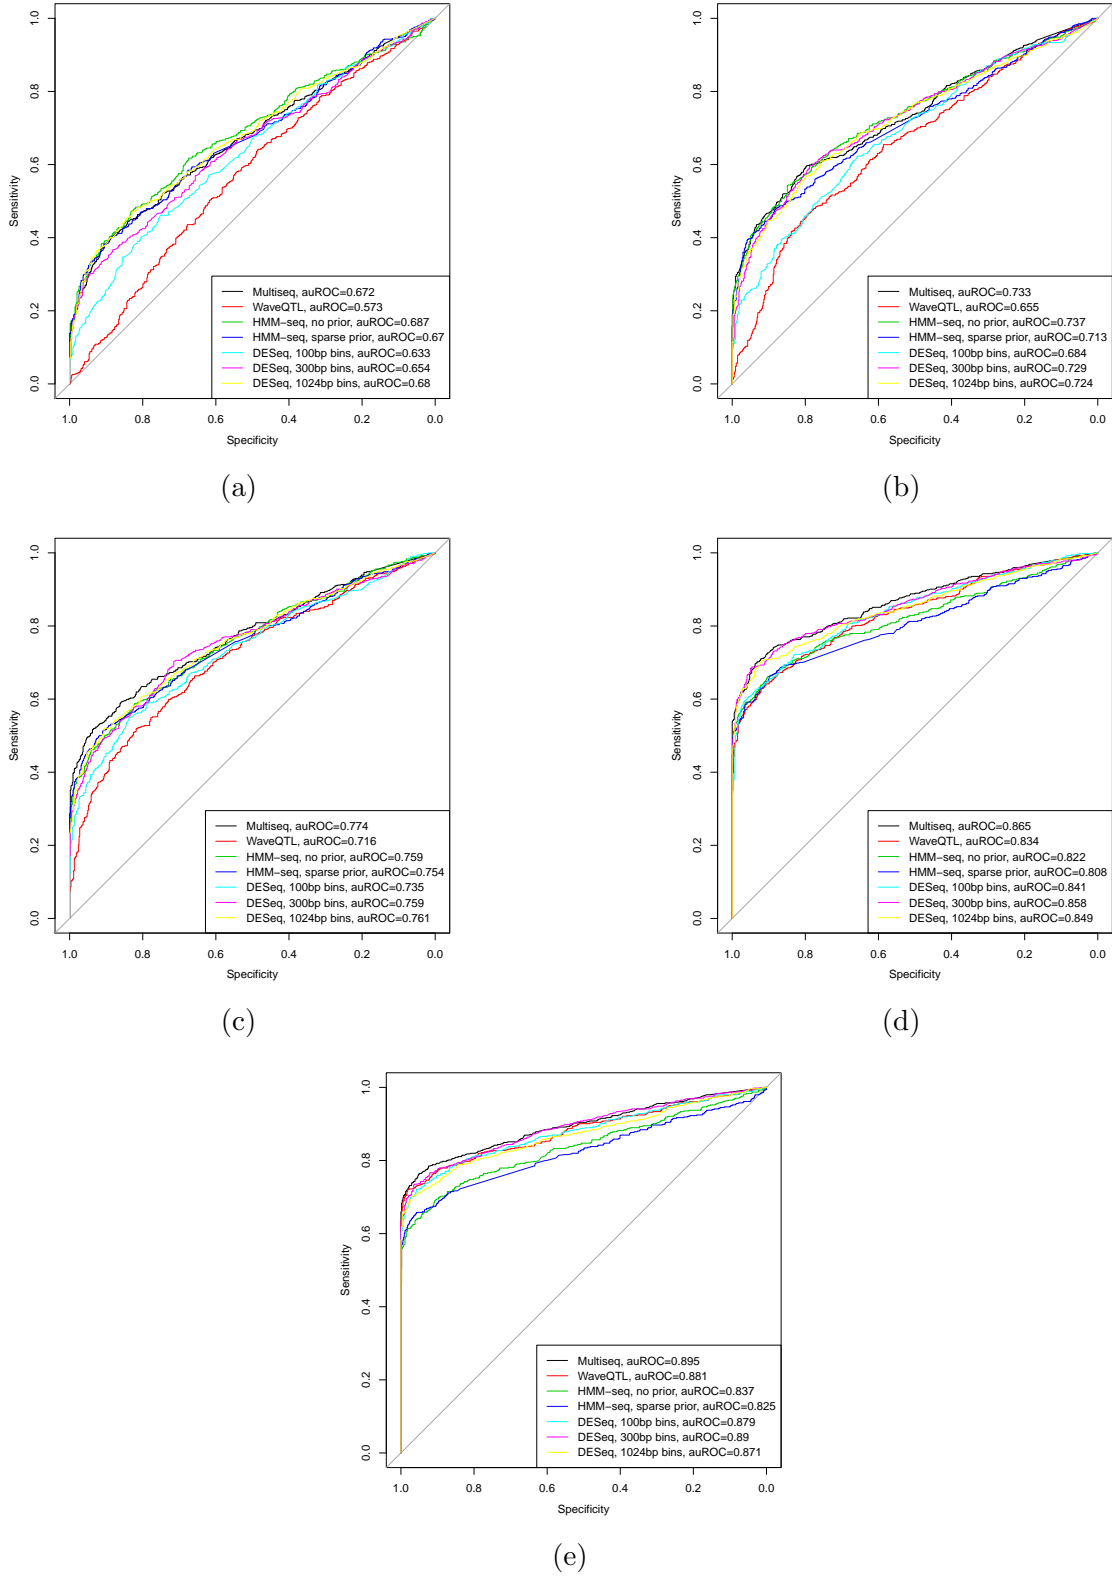 1.0
0.8
0.6
0.4
0.2
0.0
Sensitivity
Multiseq, auROC=0.672
WaveQTL, auROC=0.573
HMM−seq, no prior, auROC=0.687
HMM−seq, sparse prior, auROC=0.67
DESeq, 100bp bins, auROC=0.633
DESeq, 300bp bins, auROC=0.654
DESeq, 1024bp bins, auROC=0.68
1.0 0.8 0.6 0.4 0.2 0.0
Specificity
(a)
1.0
0.8
0.6
0.4
0.2
0.0
Sensitivity
Multiseq, auROC=0.733
WaveQTL, auROC=0.655
HMM−seq, no prior, auROC=0.737
HMM−seq, sparse prior, auROC=0.713
DESeq, 100bp bins, auROC=0.684
DESeq, 300bp bins, auROC=0.729
DESeq, 1024bp bins, auROC=0.724
1.0 0.8 0.6 0.4 0.2 0.0
Specificity
(b)
1.0
0.8
0.6
0.4
0.2
0.0
Sensitivity
Multiseq, auROC=0.774
WaveQTL, auROC=0.716
HMM−seq, no prior, auROC=0.759
HMM−seq, sparse prior, auROC=0.754
DESeq, 100bp bins, auROC=0.735
DESeq, 300bp bins, auROC=0.759
DESeq, 1024bp bins, auROC=0.761
1.0 0.8 0.6 0.4 0.2 0.0
Specificity
(c)
1.0
0.8
0.6
0.4
0.2
0.0
Sensitivity
Multiseq, auROC=0.865
WaveQTL, auROC=0.834
HMM−seq, no prior, auROC=0.822
HMM−seq, sparse prior, auROC=0.808
DESeq, 100bp bins, auROC=0.841
DESeq, 300bp bins, auROC=0.858
DESeq, 1024bp bins, auROC=0.849
1.0 0.8 0.6 0.4 0.2 0.0
Specificity
(d)
1.0
0.8
0.6
0.4
0.2
0.0
Sensitivity
Multiseq, auROC=0.895
WaveQTL, auROC=0.881
HMM−seq, no prior, auROC=0.837
HMM−seq, sparse prior, auROC=0.825
DESeq, 100bp bins, auROC=0.879
DESeq, 300bp bins, auROC=0.89
DESeq, 1024bp bins, auROC=0.871
1.0 0.8 0.6 0.4 0.2 0.0
Specificity
(e)